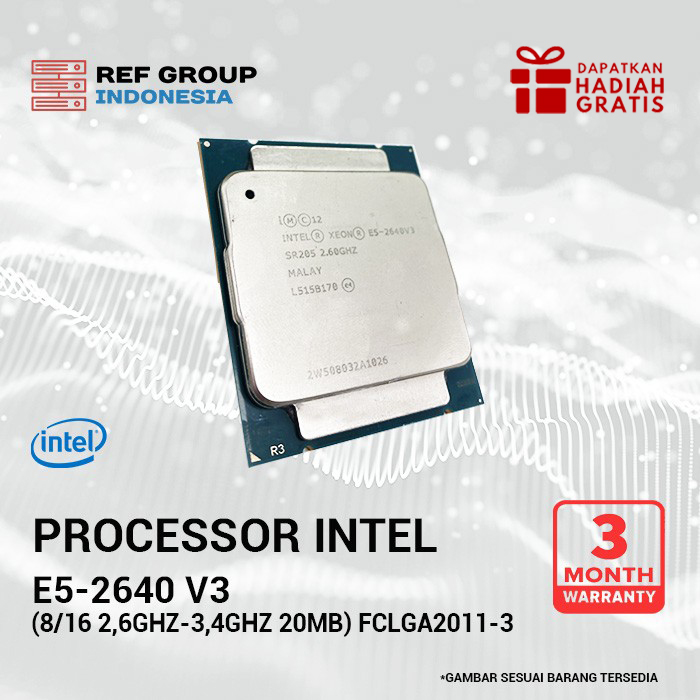 REF GROUP
INDONESIA
DAPATKAN
HADIAH
GRATIS
i Ⓜ Ⓒ 12
INTEL® XEON® E5-2640V3
SR205 2.60GHZ
MALAY
L515B170 Ⓜ
2W508032A1026
R3
intel
PROCESSOR INTEL
E5-2640 V3
(8/16 2,6GHZ-3,4GHZ 20MB) FCLGA2011-3
3
MONTH
WARRANTY
*GAMBAR SESUAI BARANG TERSEDIA